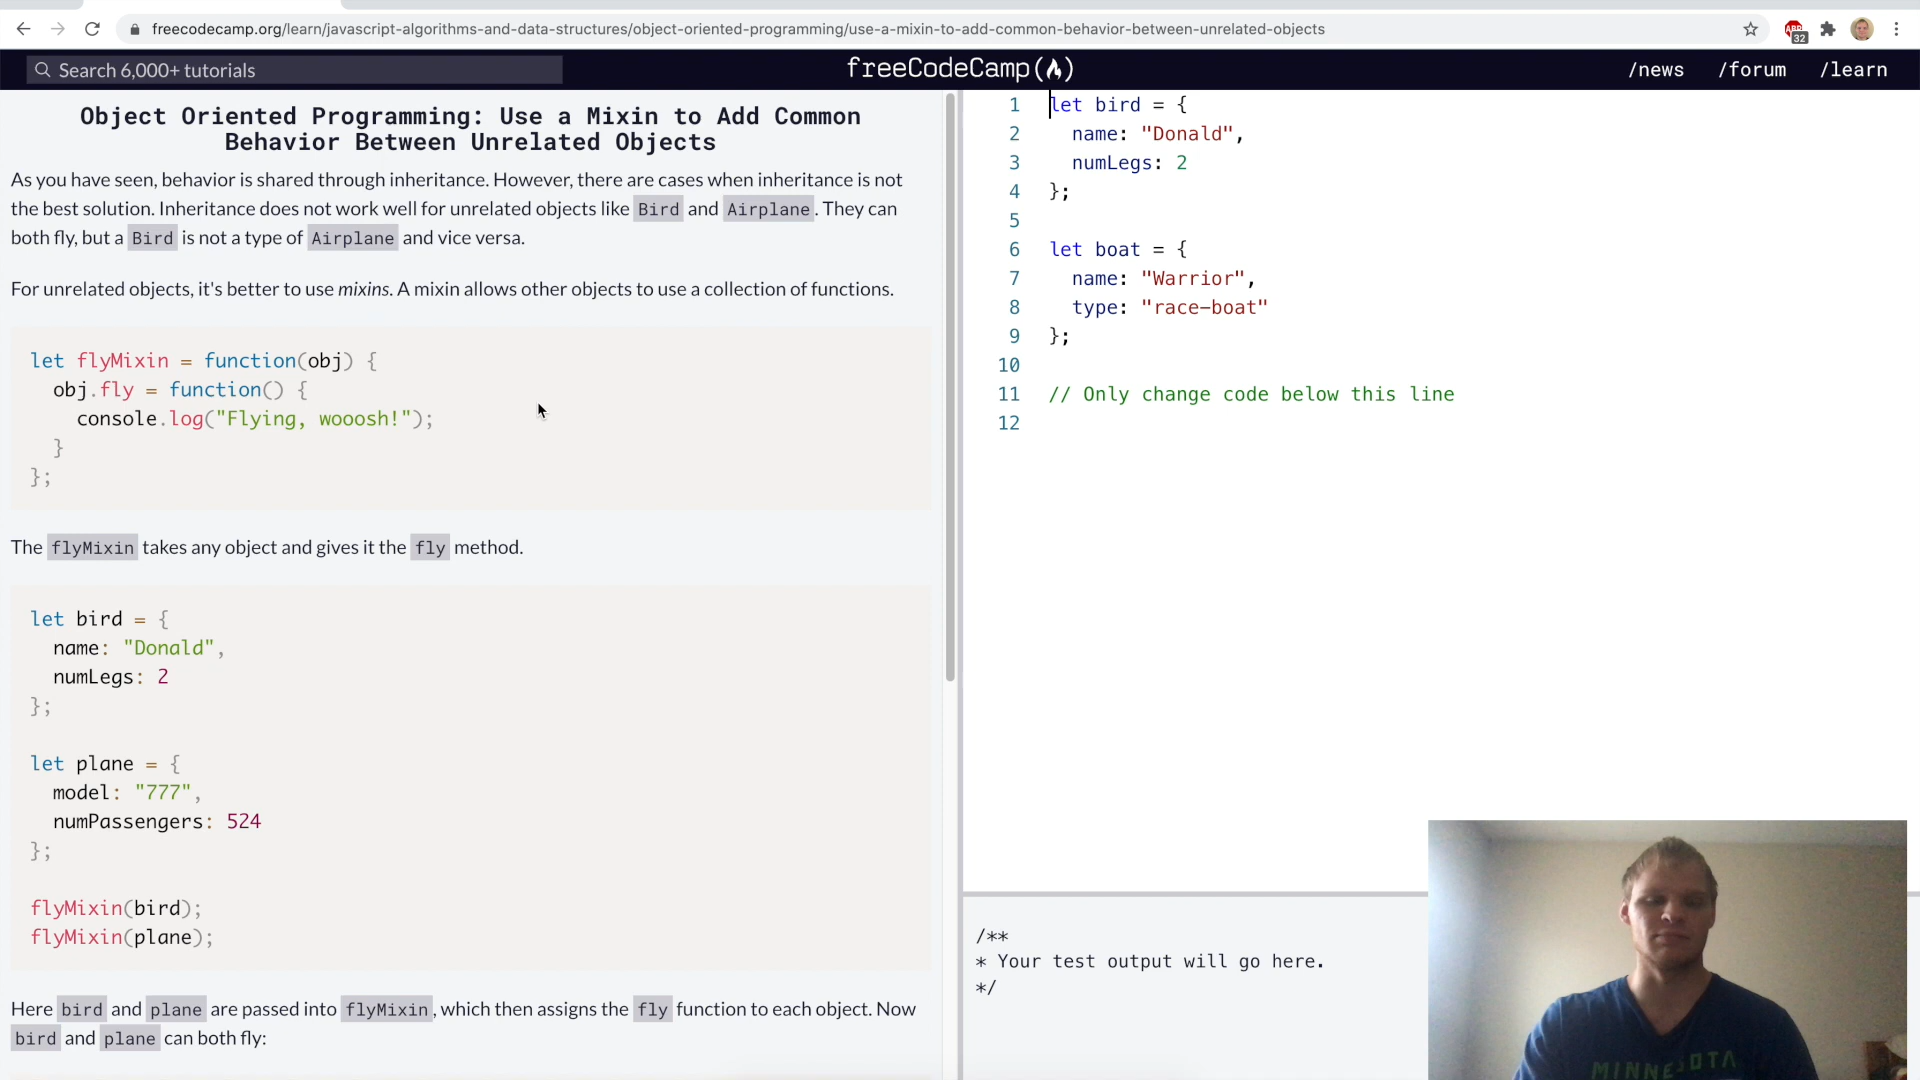 freecodecamp.org/learn/javascript-algorithms-and-data-structures/object-oriented-programming/use-a-mixin-to-add-common-behavior-between-unrelated-objects
ABP
32
Search 6,000+ tutorials
freeCodeCamp(🔥)
/news /forum /learn
Object Oriented Programming: Use a Mixin to Add Common
Behavior Between Unrelated Objects
As you have seen, behavior is shared through inheritance. However, there are cases when inheritance is not
the best solution. Inheritance does not work well for unrelated objects like Bird and Airplane. They can
both fly, but a Bird is not a type of Airplane and vice versa.
For unrelated objects, it's better to use mixins. A mixin allows other objects to use a collection of functions.
let flyMixin = function(obj) {
  obj.fly = function() {
    console.log("Flying, wooosh!");
  }
};
The flyMixin takes any object and gives it the fly method.
let bird = {
  name: "Donald",
  numLegs: 2
};
let plane = {
  model: "777",
  numPassengers: 524
};
flyMixin(bird);
flyMixin(plane);
Here bird and plane are passed into flyMixin, which then assigns the fly function to each object. Now
bird and plane can both fly:
1 let bird = {
2   name: "Donald",
3   numLegs: 2
4 };
5
6 let boat = {
7   name: "Warrior",
8   type: "race-boat"
9 };
10
11 // Only change code below this line
12
/**
* Your test output will go here.
*/
MINNESOTA